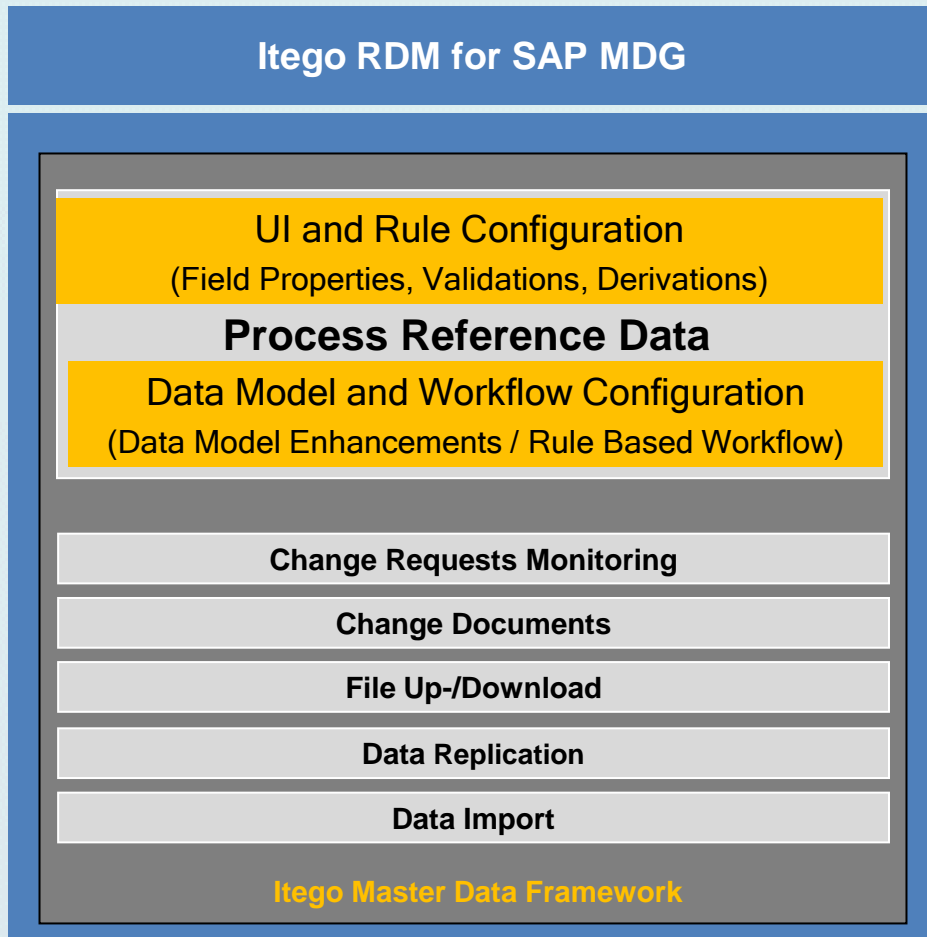 Itego RDM for SAP MDG
UI and Rule Configuration
(Field Properties, Validations, Derivations)
Process Reference Data
Data Model and Workflow Configuration
(Data Model Enhancements / Rule Based Workflow)
Change Requests Monitoring
Change Documents
File Up-/Download
Data Replication
Data Import
Itego Master Data Framework